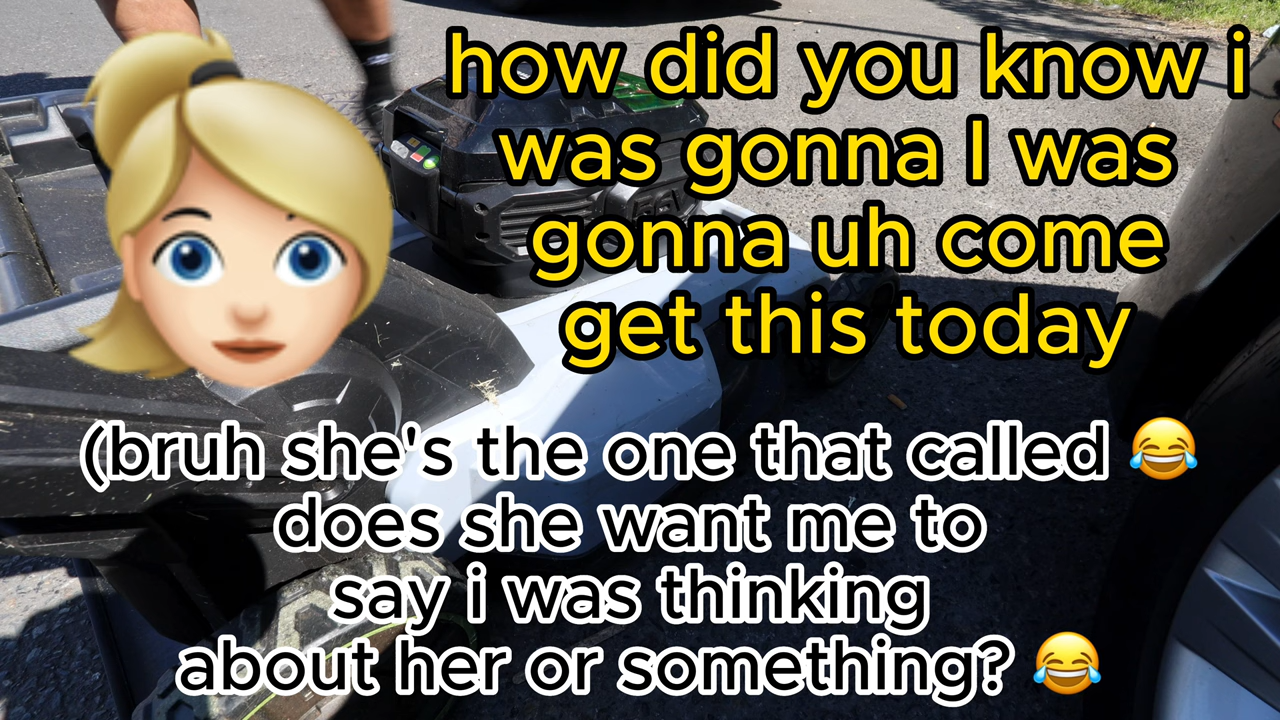 how did you know i
was gonna I was
gonna uh come
get this today
(bruh she's the one that called 😂
does she want me to
say i was thinking
about her or something? 😂